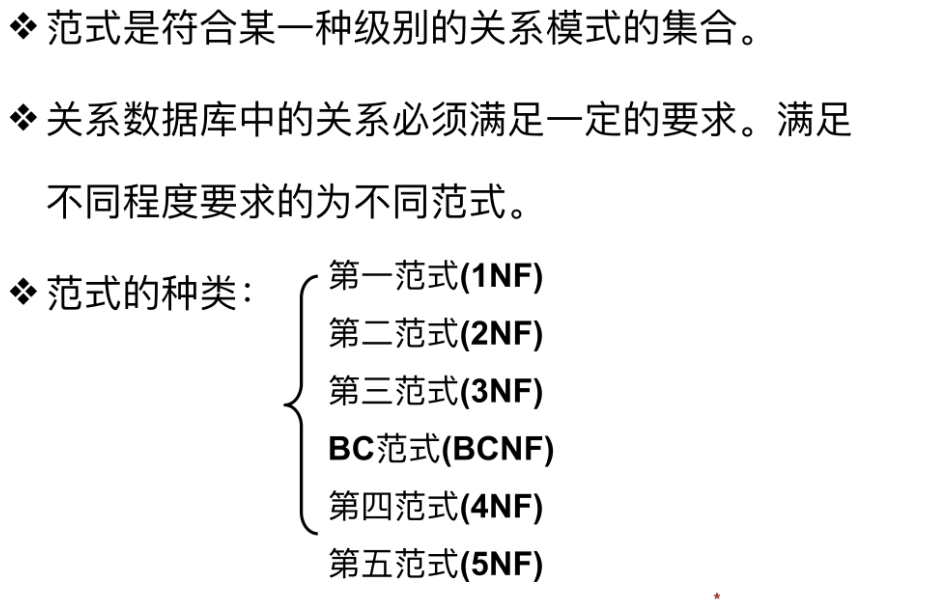 ❖ 范式是符合某一种级别的关系模式的集合。
❖ 关系数据库中的关系必须满足一定的要求。满足
不同程度要求的为不同范式。
❖ 范式的种类：
第一范式(1NF)
第二范式(2NF)
第三范式(3NF)
BC范式(BCNF)
第四范式(4NF)
第五范式(5NF)
*